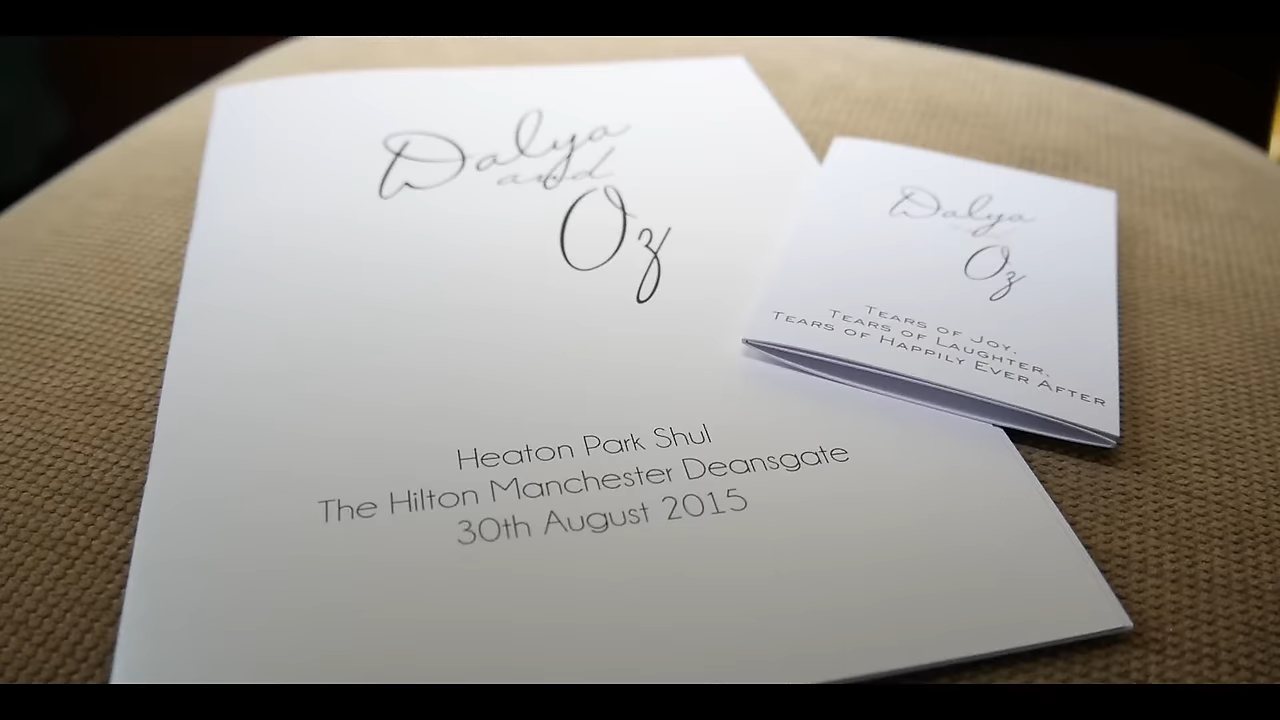 Dalya
and
Oz
Heaton Park Shul
The Hilton Manchester Deansgate
30th August 2015
Dalya
Oz
Tears of Joy.
Tears of Laughter.
Tears of Happily Ever After